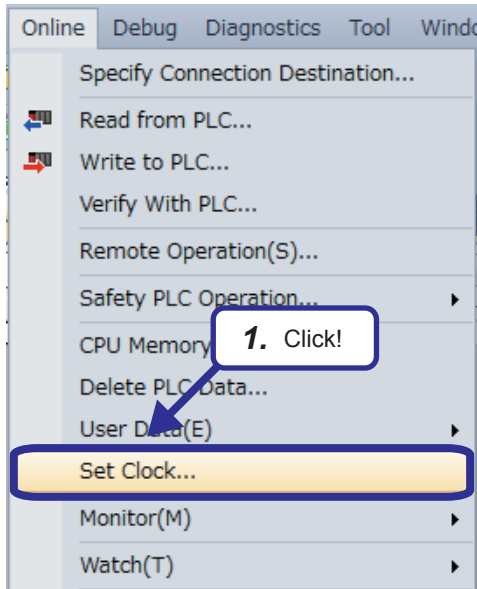 Online Debug Diagnostics Tool
Specify Connection Destination...
Read from PLC...
Write to PLC...
Verify With PLC...
Remote Operation(S)...
Safety PLC Operation...
1. Click!
CPU Memory
Delete PLC Data...
User Data(E)
Set Clock...
Monitor(M)
Watch(T)